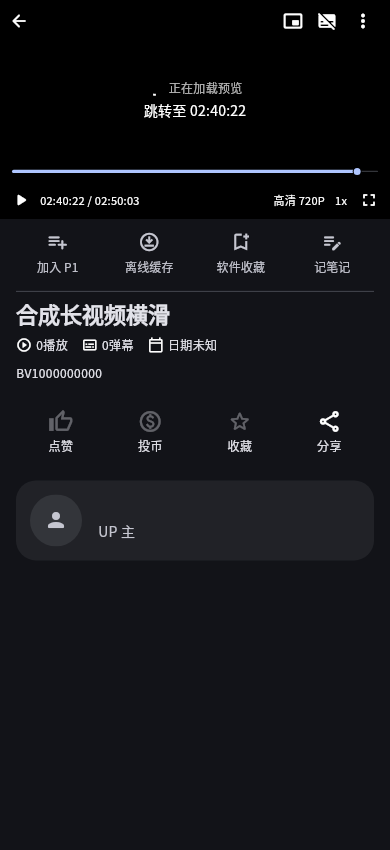 正在加载预览
跳转至 02:40:22
02:40:22 / 02:50:03 高清 720P 1x
加入 P1 离线缓存 软件收藏 记笔记
合成长视频横滑
0播放 0弹幕 日期未知
BV1000000000
点赞 投币 收藏 分享
UP 主